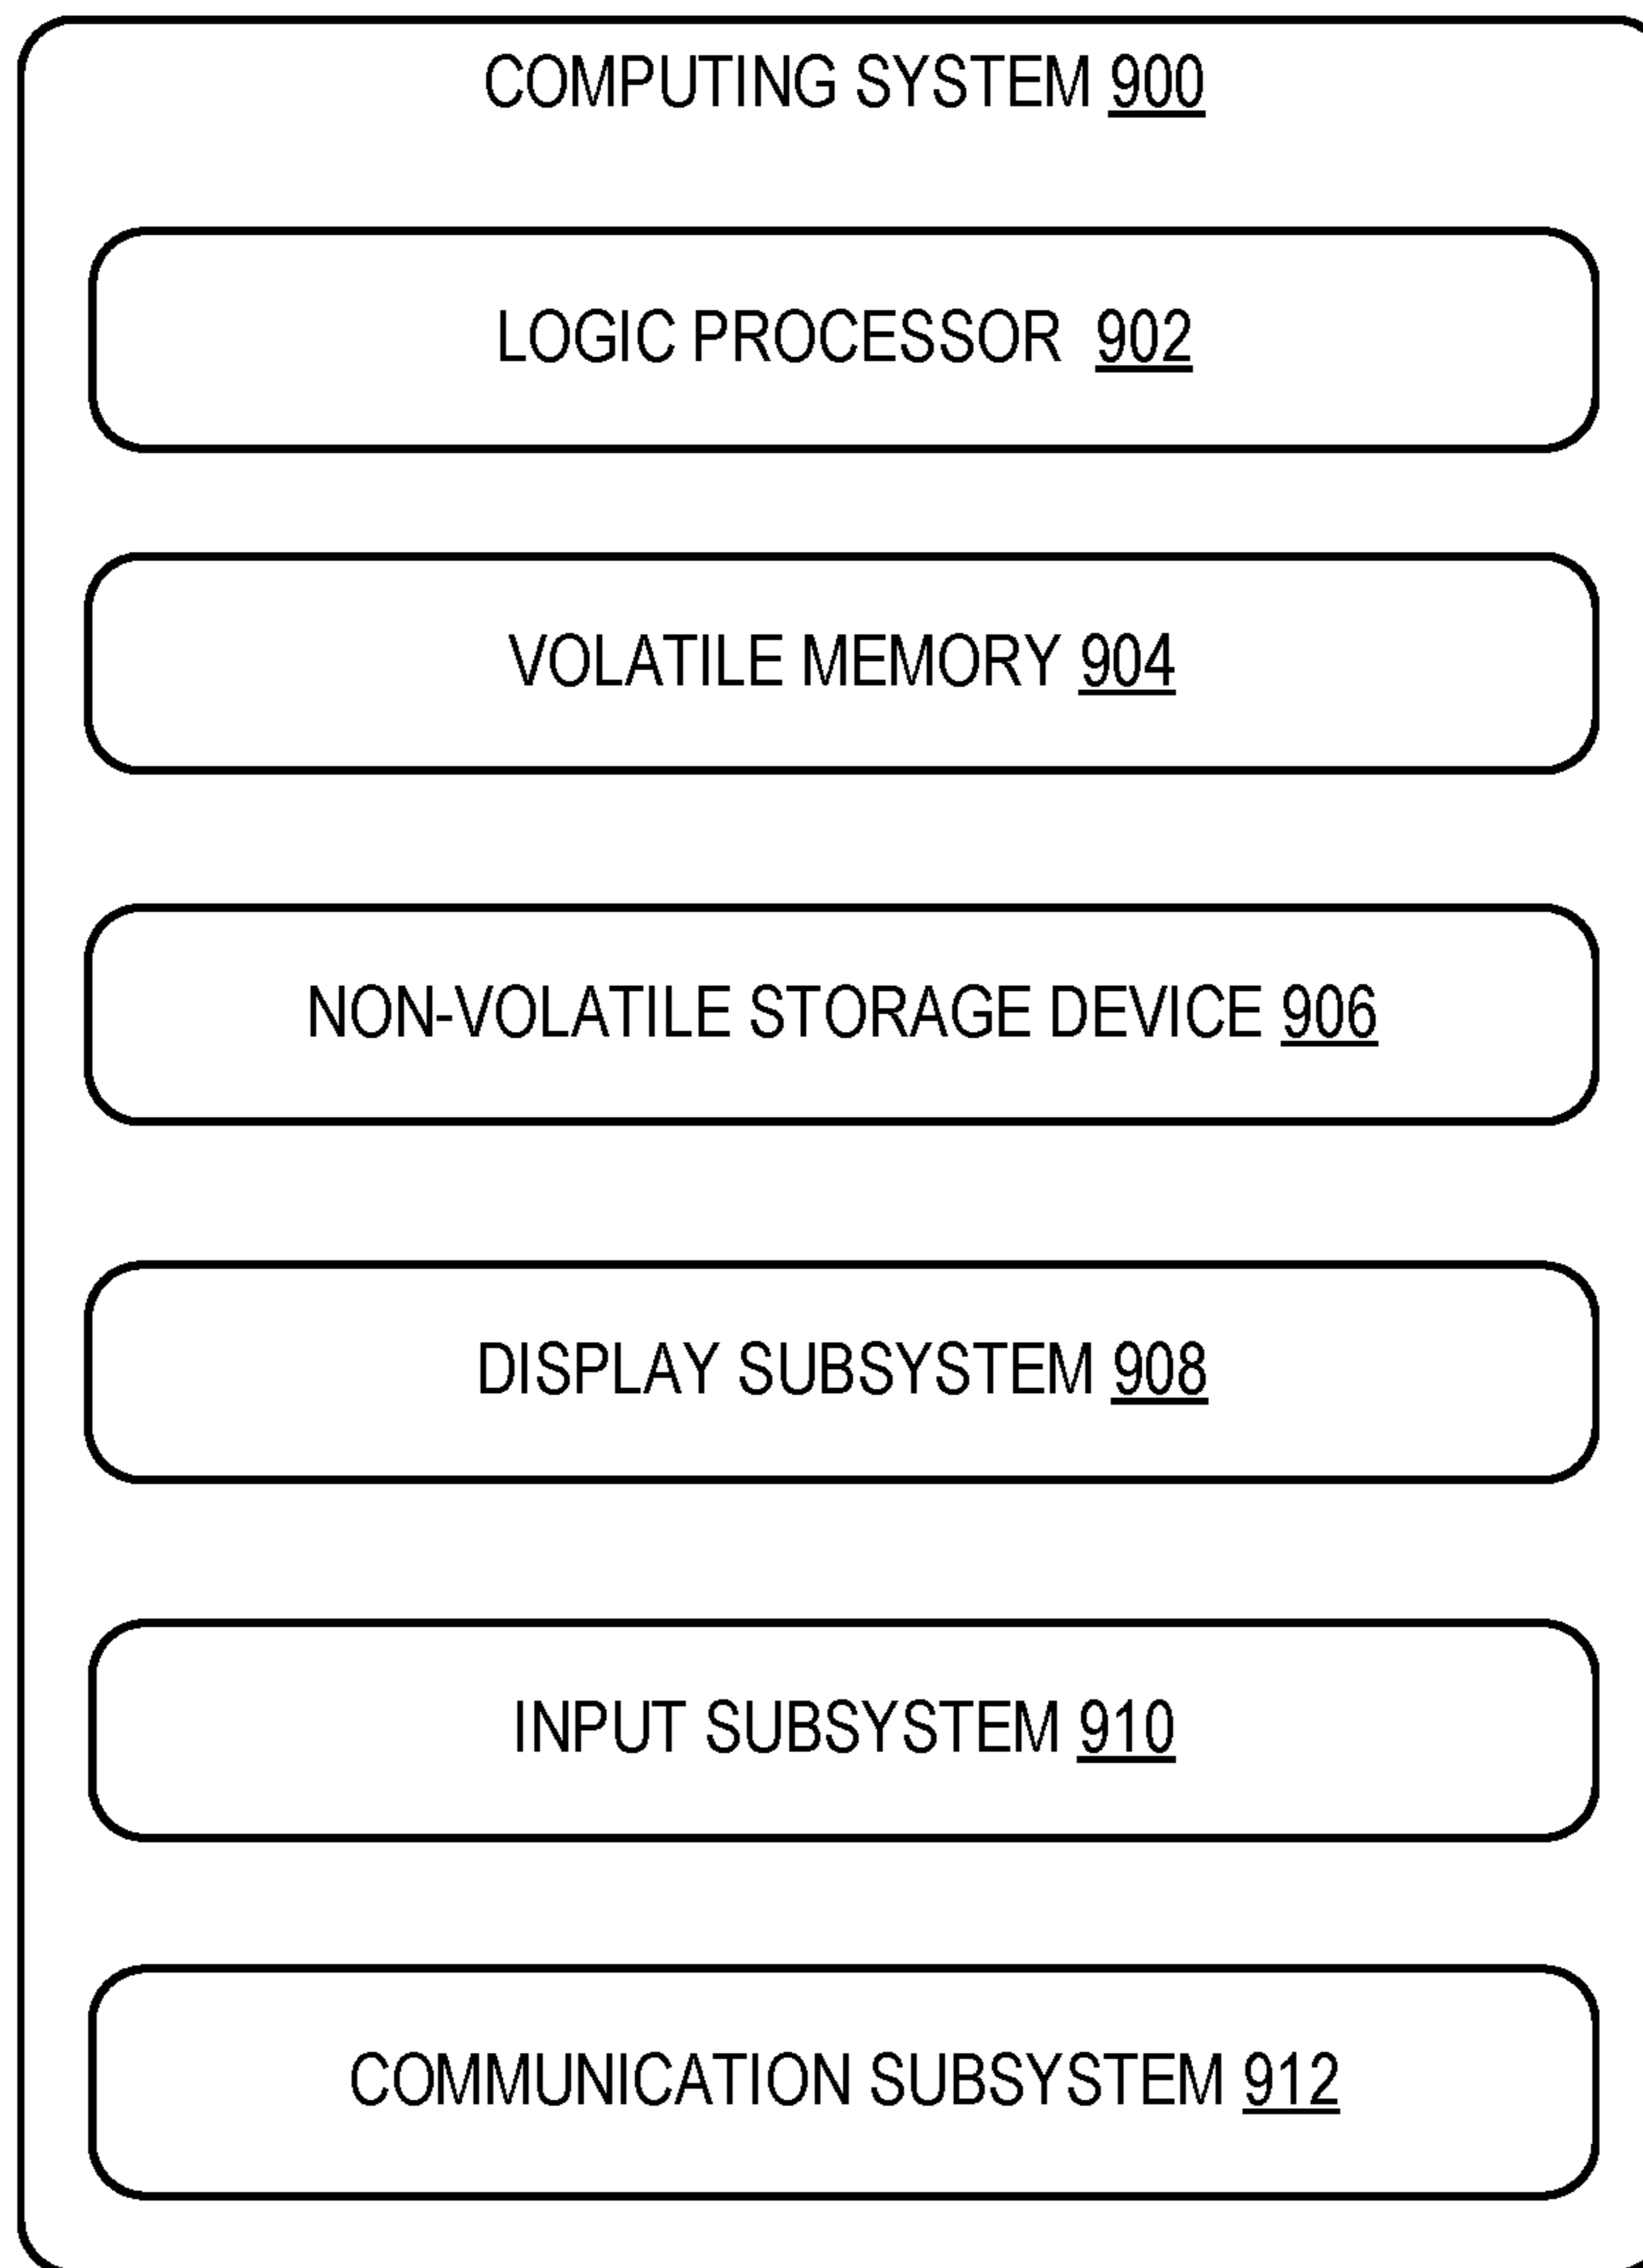 COMPUTING SYSTEM 900
LOGIC PROCESSOR 902
VOLATILE MEMORY 904
NON-VOLATILE STORAGE DEVICE 906
DISPLAY SUBSYSTEM 908
INPUT SUBSYSTEM 910
COMMUNICATION SUBSYSTEM 912